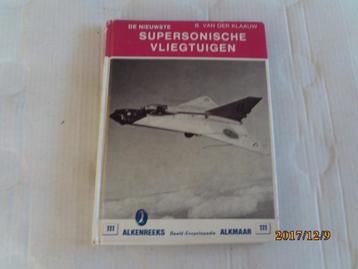 DE NIEUWSTE B. VAN DER KLAAUW
SUPERSONISCHE
VLIEGTUIGEN
111 ALKENREEKS Beeld-Encyclopedie ALKMAAR 111
2017/12/9